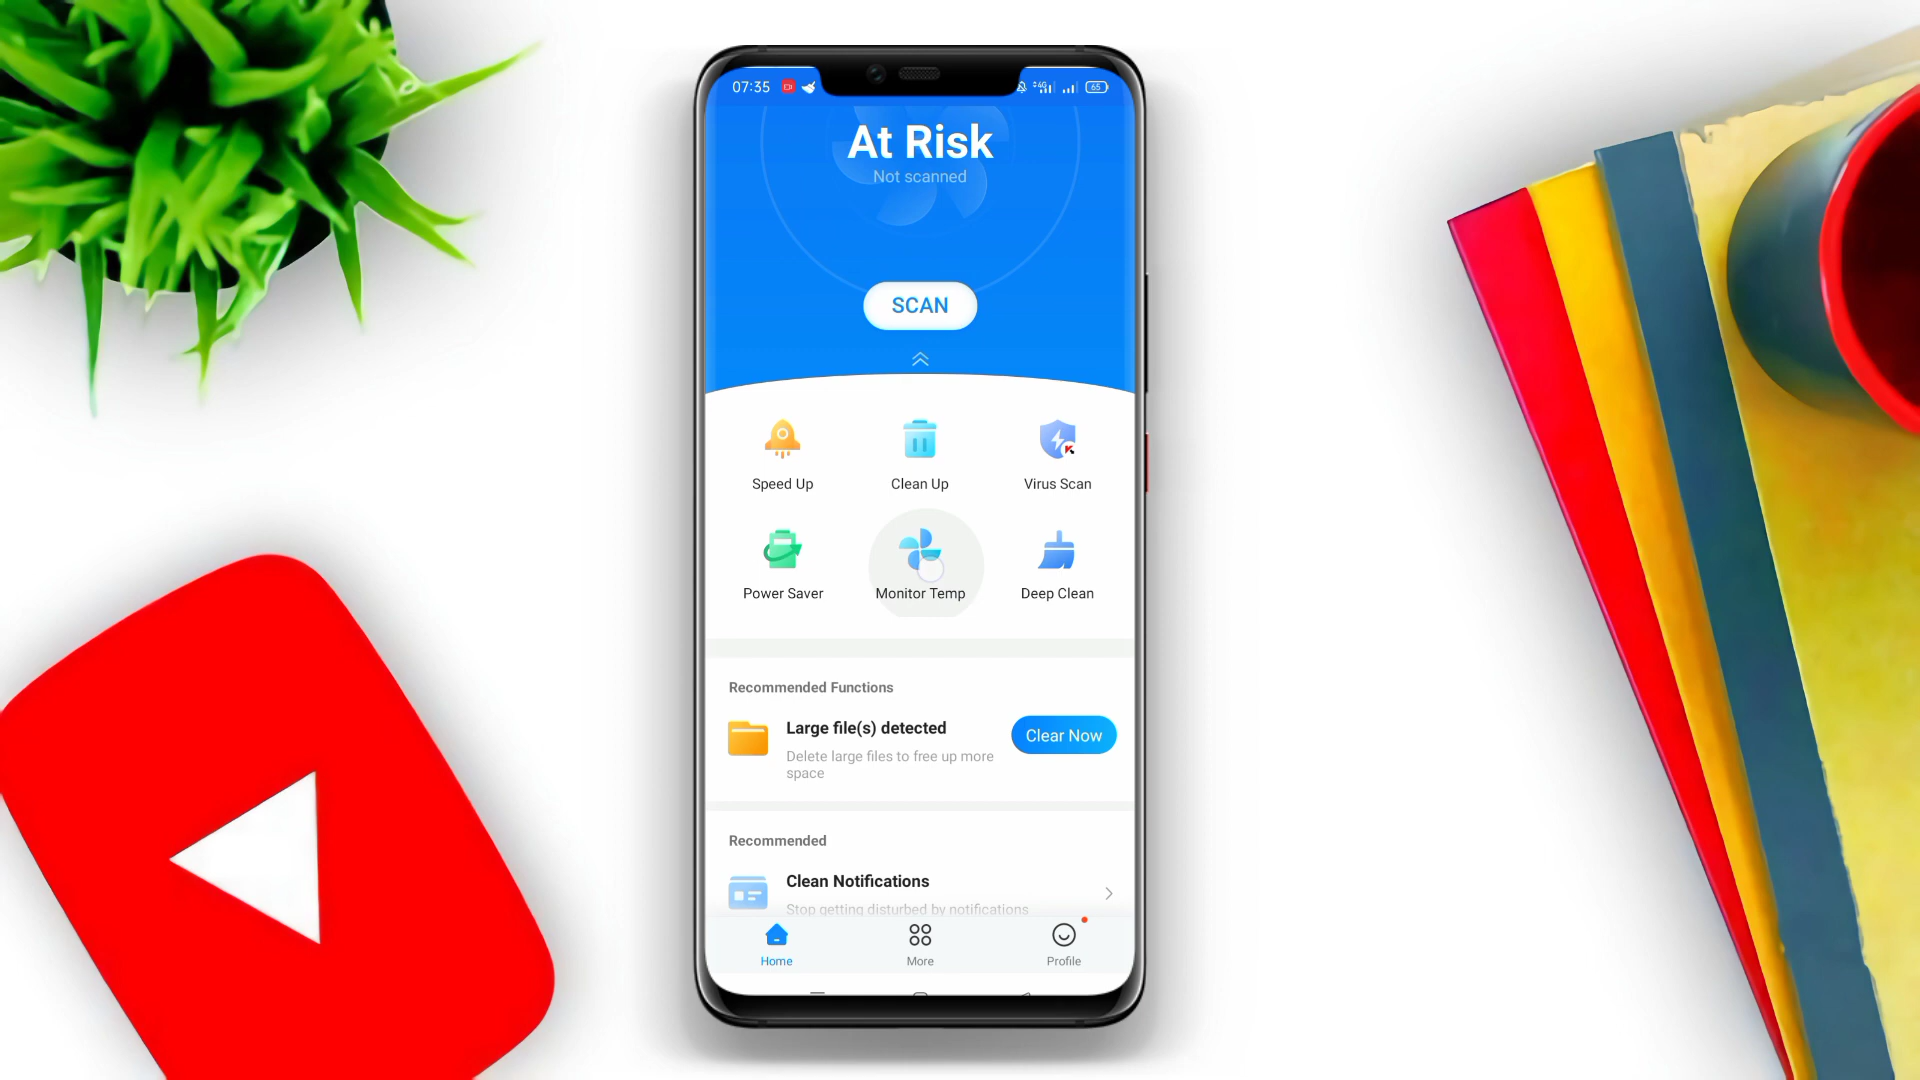 07:35
4G
65
At Risk
Not scanned
SCAN
Speed Up
Clean Up
Virus Scan
Power Saver
Monitor Temp
Deep Clean
Recommended Functions
Large file(s) detected
Clear Now
Delete large files to free up more
space
Recommended
Clean Notifications
Stop getting disturbed by notifications
Home
More
Profile